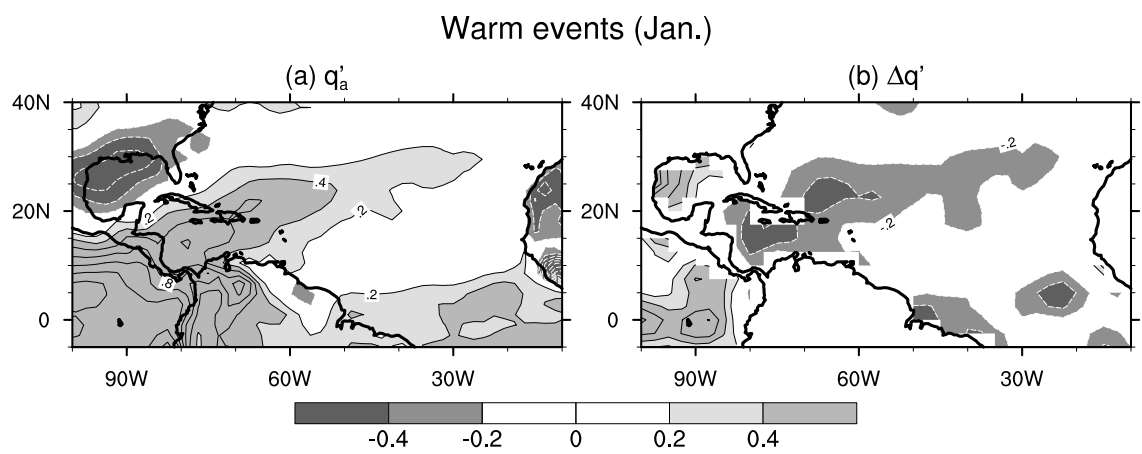 Warm events (Jan.)
(a) q'a
(b) Δq'
40N
20N
0
90W
60W
30W
.4
.2
.2
.8
.2
40N
20N
0
90W
60W
30W
-.2
-.2
-0.4
-0.2
0
0.2
0.4